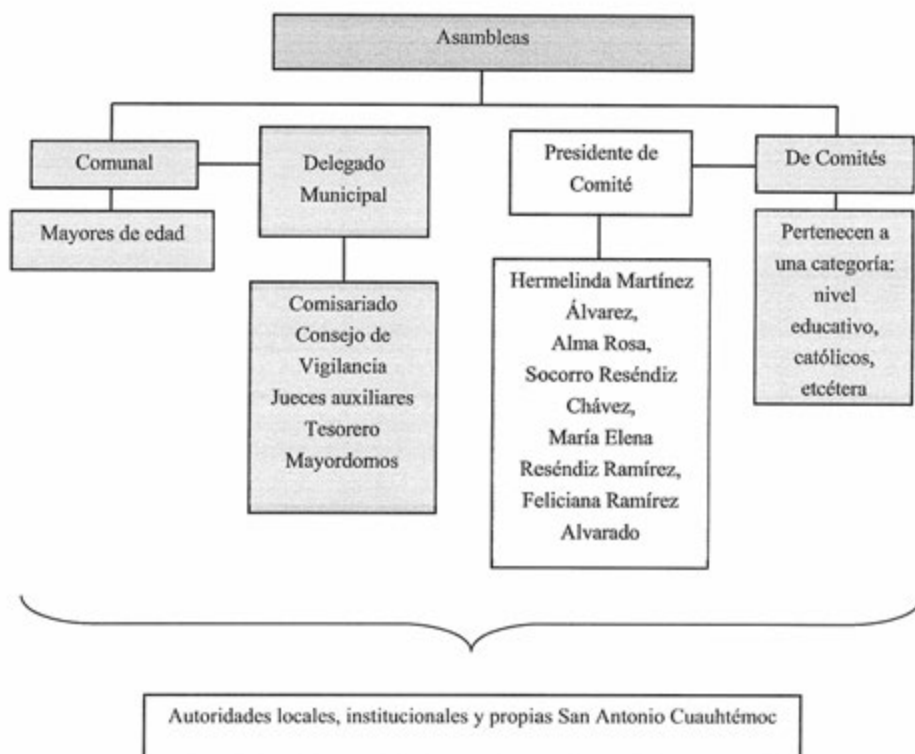 Asambleas
Comunal
Mayores de edad
Delegado
Municipal
Comisariado
Consejo de
Vigilancia
Jueces auxiliares
Tesorero
Mayordomos
Presidente de
Comité
Hermelinda Martínez
Álvarez,
Alma Rosa,
Socorro Reséndiz
Chávez,
María Elena
Reséndiz Ramírez,
Feliciana Ramírez
Alvarado
De Comités
Pertenecen a
una categoría:
nivel
educativo,
católicos,
etcétera
Autoridades locales, institucionales y propias San Antonio Cuauhtémoc